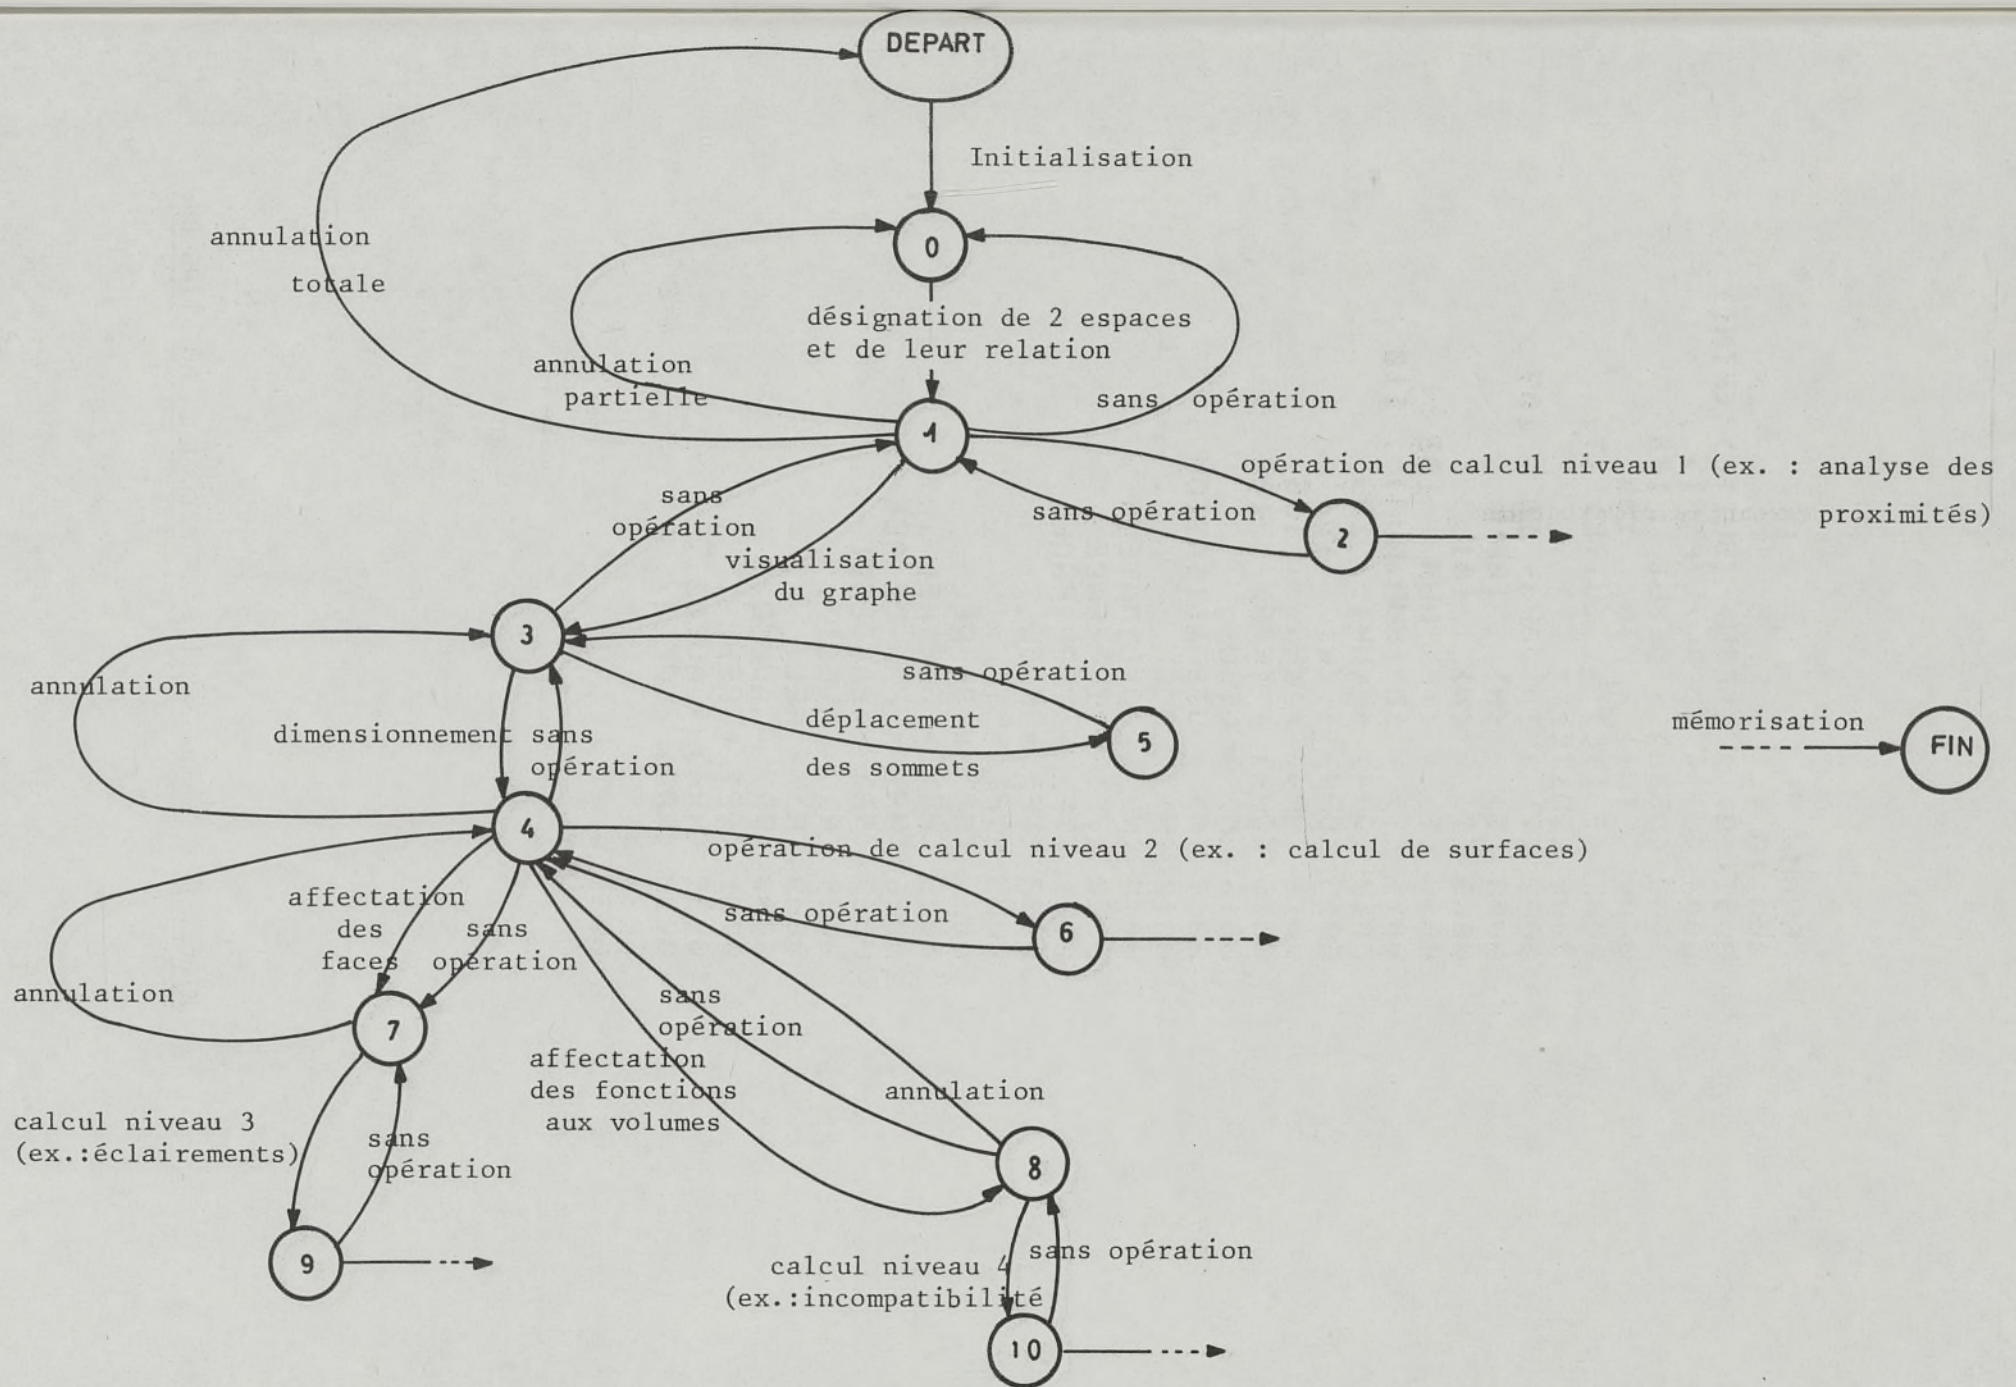 DEPART
Initialisation
annulation
totale
0
désignation de 2 espaces
et de leur relation
annulation
partielle
sans opération
1
opération de calcul niveau 1 (ex. : analyse des
proximités)
sans
opération
sans opération
2
visualisation
du graphe
3
sans opération
annulation
dimensionnement
sans
opération
déplacement
des sommets
5
mémorisation
FIN
4
opération de calcul niveau 2 (ex. : calcul de surfaces)
affectation
des
faces
sans
opération
sans opération
6
annulation
7
sans
opération
affectation
des fonctions
aux volumes
annulation
calcul niveau 3
(ex.:éclairements)
sans
opération
8
9
calcul niveau 4
(ex.:incompatibilité
sans opération
10